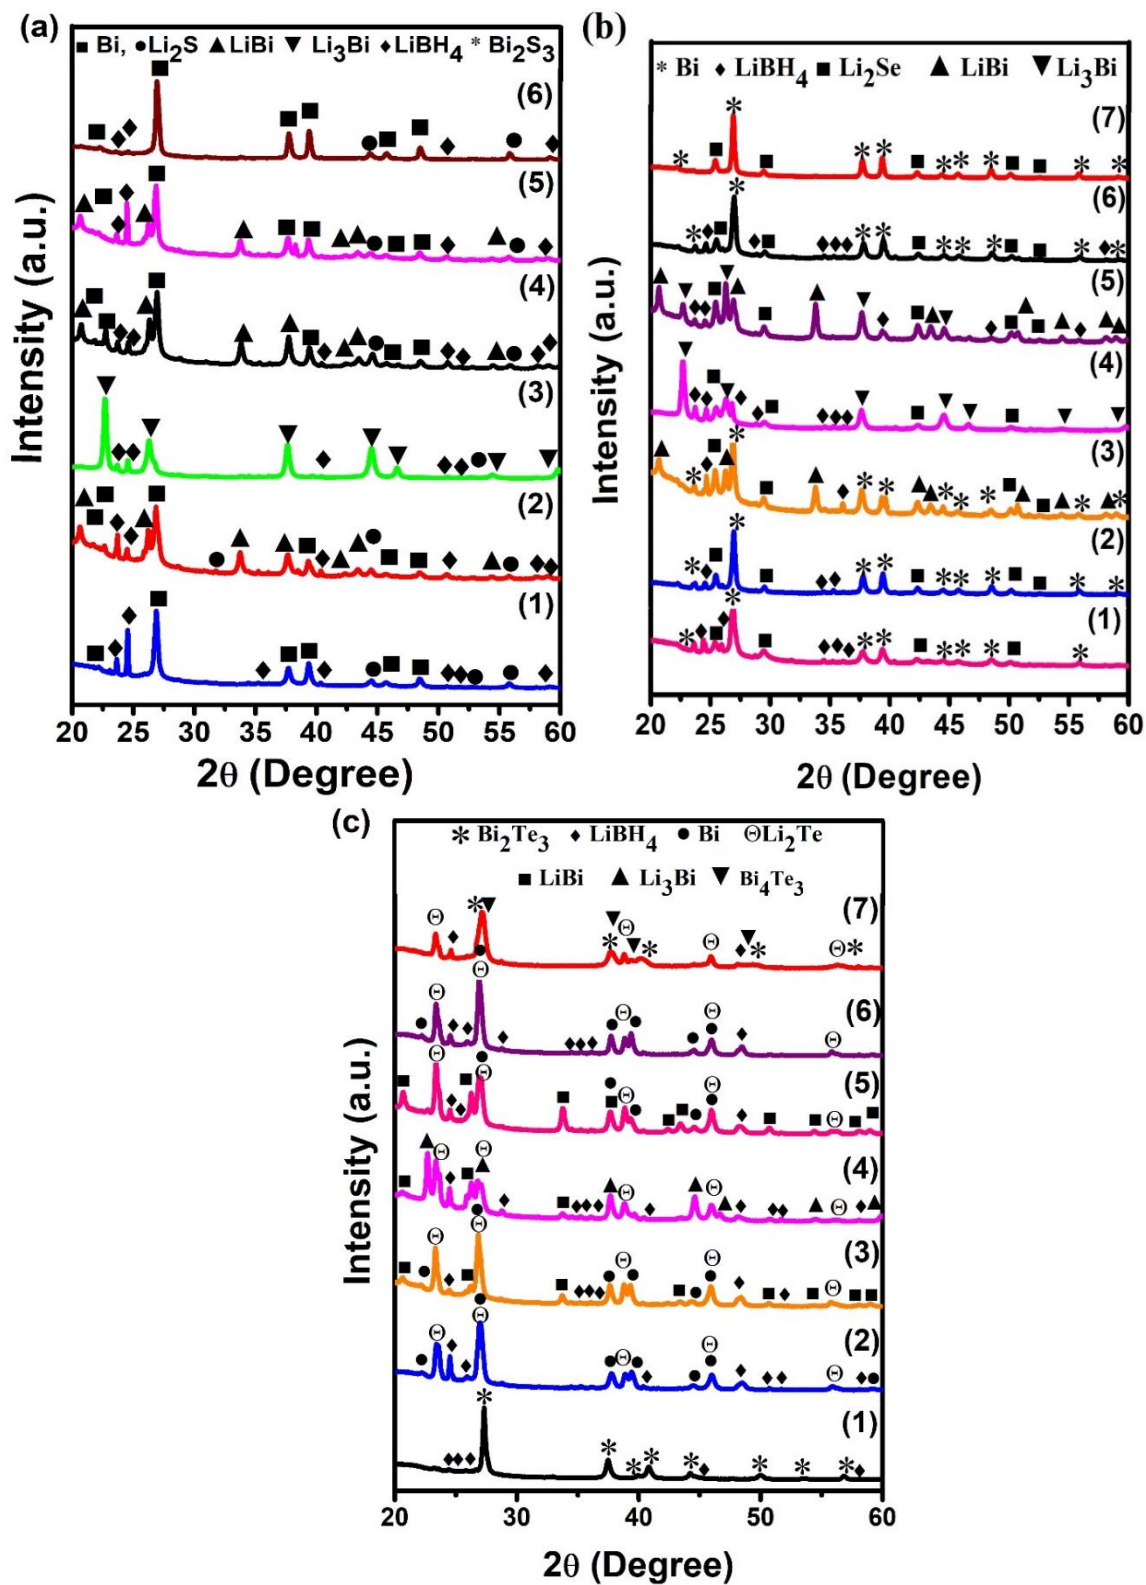 (a)
■ Bi, ●Li2S ▲LiBi ▼Li3Bi ♦LiBH4 * Bi2S3
(6)
(5)
(4)
(3)
(2)
(1)
Intensity (a.u.)
20 25 30 35 40 45 50 55 60
2θ (Degree)
(b)
* Bi ♦ LiBH4 ■ Li2Se ▲ LiBi ▼ Li3Bi
(7)
(6)
(5)
(4)
(3)
(2)
(1)
Intensity (a.u.)
20 25 30 35 40 45 50 55 60
2θ (Degree)
(c)
* Bi2Te3 ♦ LiBH4 ● Bi ΘLi2Te
■ LiBi ▲ Li3Bi ▼ Bi4Te3
(7)
(6)
(5)
(4)
(3)
(2)
(1)
Intensity (a.u.)
20 30 40 50 60
2θ (Degree)